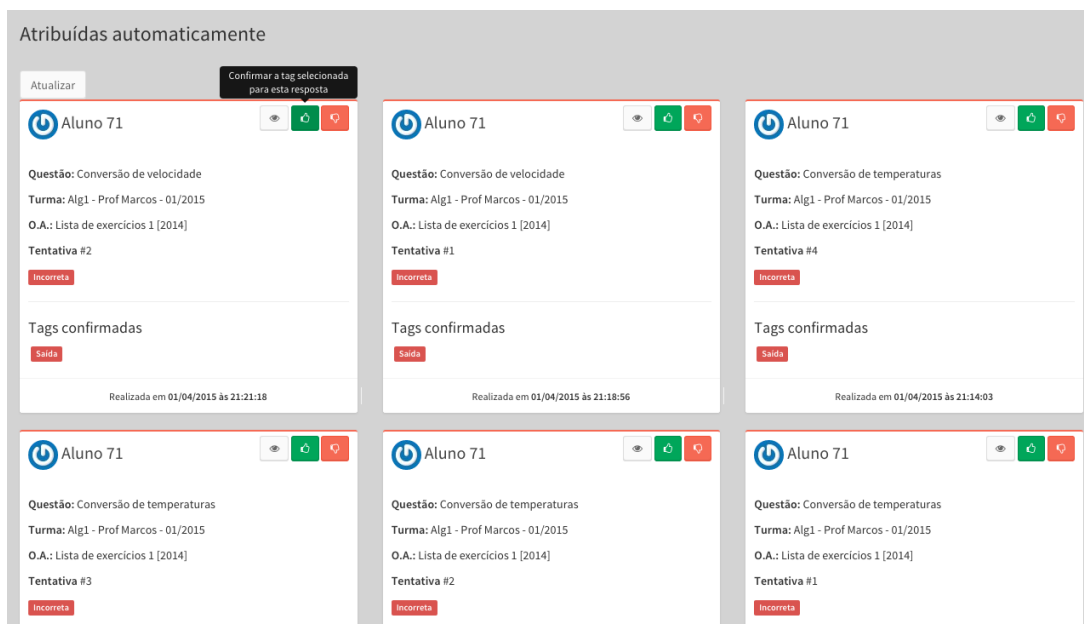 Atribuídas automaticamente
Atualizar
Confirmar a tag selecionada
para esta resposta
Aluno 71
Questão: Conversão de velocidade
Turma: Alg1 - Prof Marcos - 01/2015
O.A.: Lista de exercícios 1 [2014]
Tentativa #2
Incorreta
Tags confirmadas
Saída
Realizada em 01/04/2015 às 21:21:18
Aluno 71
Questão: Conversão de velocidade
Turma: Alg1 - Prof Marcos - 01/2015
O.A.: Lista de exercícios 1 [2014]
Tentativa #1
Incorreta
Tags confirmadas
Saída
Realizada em 01/04/2015 às 21:18:56
Aluno 71
Questão: Conversão de temperaturas
Turma: Alg1 - Prof Marcos - 01/2015
O.A.: Lista de exercícios 1 [2014]
Tentativa #4
Incorreta
Tags confirmadas
Saída
Realizada em 01/04/2015 às 21:14:03
Aluno 71
Questão: Conversão de temperaturas
Turma: Alg1 - Prof Marcos - 01/2015
O.A.: Lista de exercícios 1 [2014]
Tentativa #3
Incorreta
Aluno 71
Questão: Conversão de temperaturas
Turma: Alg1 - Prof Marcos - 01/2015
O.A.: Lista de exercícios 1 [2014]
Tentativa #2
Incorreta
Aluno 71
Questão: Conversão de temperaturas
Turma: Alg1 - Prof Marcos - 01/2015
O.A.: Lista de exercícios 1 [2014]
Tentativa #1
Incorreta